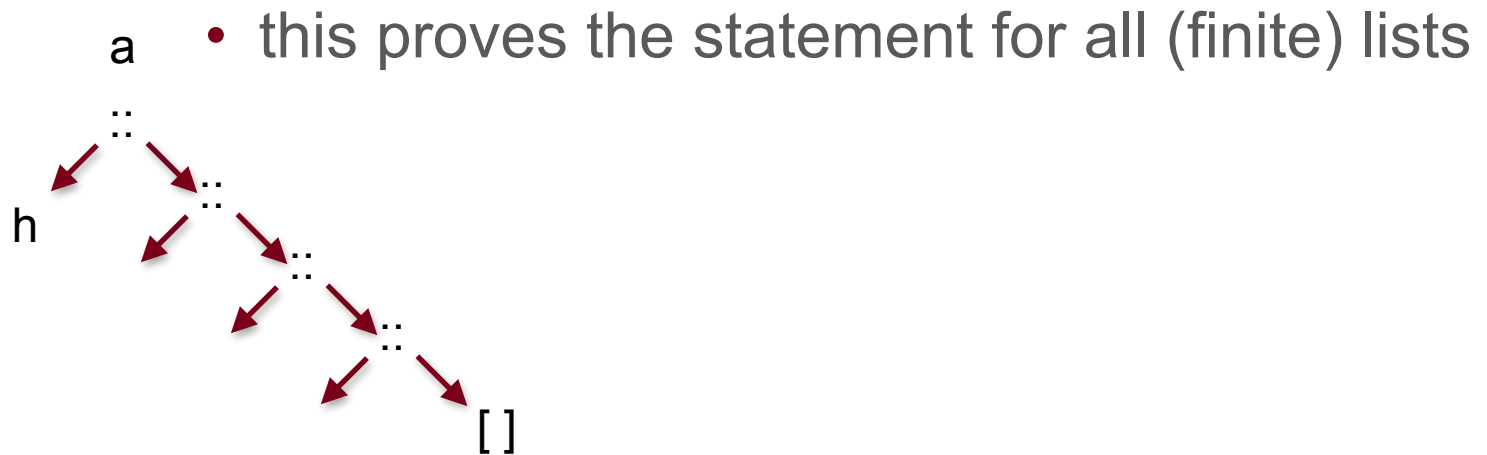 • this proves the statement for all (finite) lists
a
::
::
h
::
::
[ ]